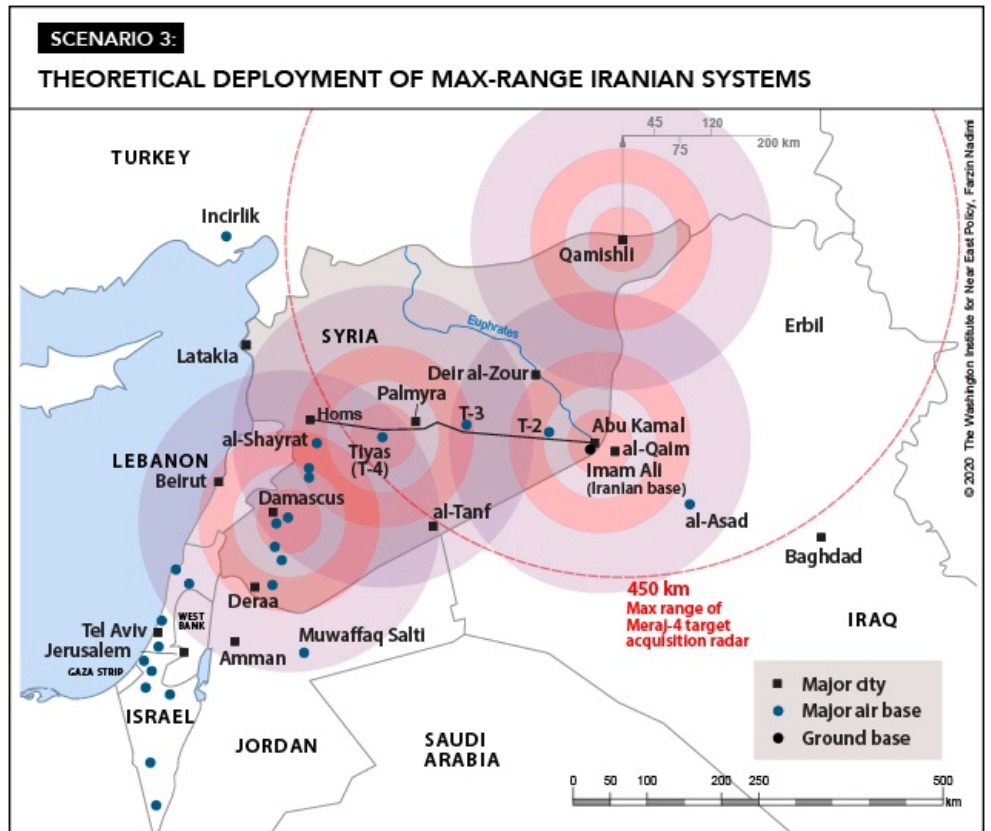 SCENARIO 3:
THEORETICAL DEPLOYMENT OF MAX-RANGE IRANIAN SYSTEMS
45
120
75
200 km
TURKEY
Incirlik
Qamishli
Euphrates
SYRIA
Erbil
Latakia
Deir al-Zour
Palmyra
Homs
T-3
T-2
Abu Kamal
al-Shayrat
Tiyas
(T-4)
al-Qaim
LEBANON
Beirut
Imam Ali
(Iranian base)
Damascus
al-Tanf
al-Asad
Baghdad
Deraa
450 km
Max range of
Meraj-4 target
acquisition radar
IRAQ
WEST
BANK
Tel Aviv
Jerusalem
Muwaffaq Salti
Amman
GAZA STRIP
ISRAEL
JORDAN
SAUDI
ARABIA
Major city
Major air base
Ground base
0 50 100 200 250 500
km
© 2020 The Washington Institute for Near East Policy, Farzin Nadimi